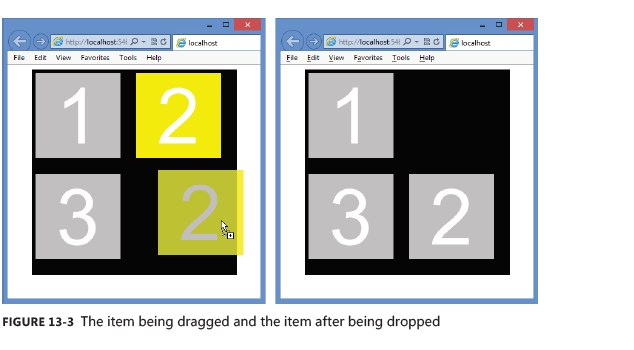 http://localhost:54
localhost
File Edit View Favorites Tools Help
1 2
3 2
http://localhost:54
localhost
File Edit View Favorites Tools Help
1
3 2
FIGURE 13-3 The item being dragged and the item after being dropped